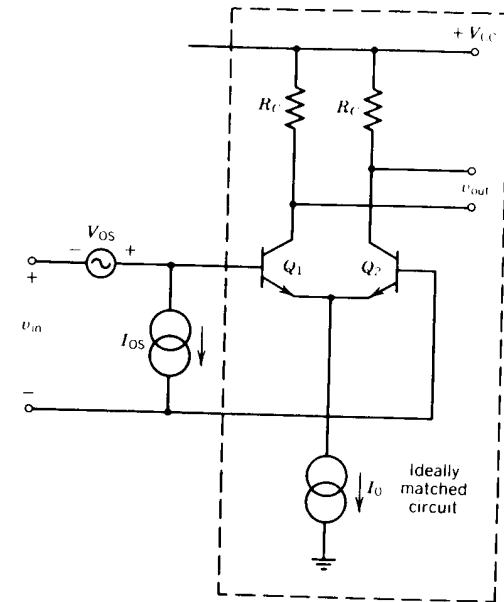 + V_CC
R_C
R_C
v_out
V_OS
− +
Q_1
Q_2
+
v_in
I_OS
−
I_0
Ideally
matched
circuit